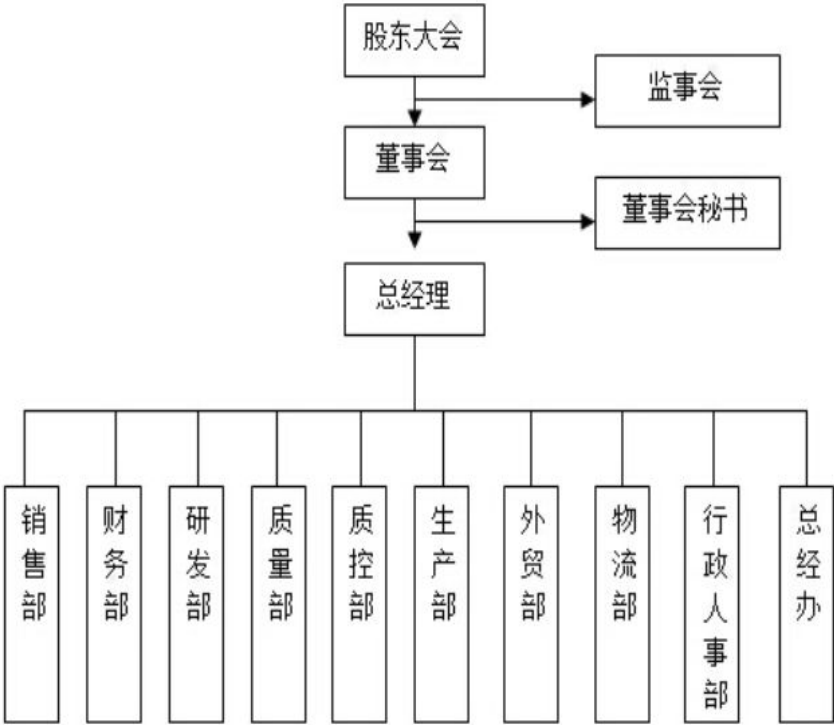 股东大会
监事会
董事会
董事会秘书
总经理
销售部
财务部
研发部
质量部
质控部
生产部
外贸部
物流部
行政人事部
总经办